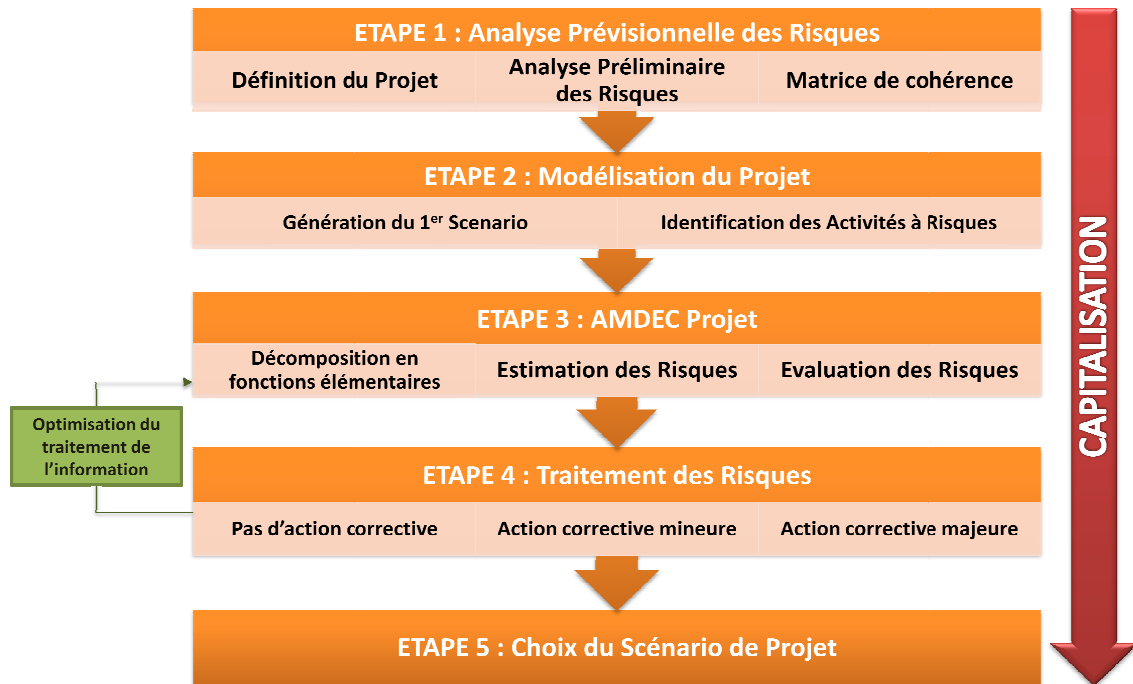 ETAPE 1 : Analyse Prévisionnelle des Risques
Définition du Projet
Analyse Préliminaire
des Risques
Matrice de cohérence
ETAPE 2 : Modélisation du Projet
Génération du 1er Scenario
Identification des Activités à Risques
ETAPE 3 : AMDEC Projet
Décomposition en
fonctions élémentaires
Estimation des Risques
Evaluation des Risques
Optimisation du
traitement de
l'information
ETAPE 4 : Traitement des Risques
Pas d'action corrective
Action corrective mineure
Action corrective majeure
ETAPE 5 : Choix du Scénario de Projet
CAPITALISATION